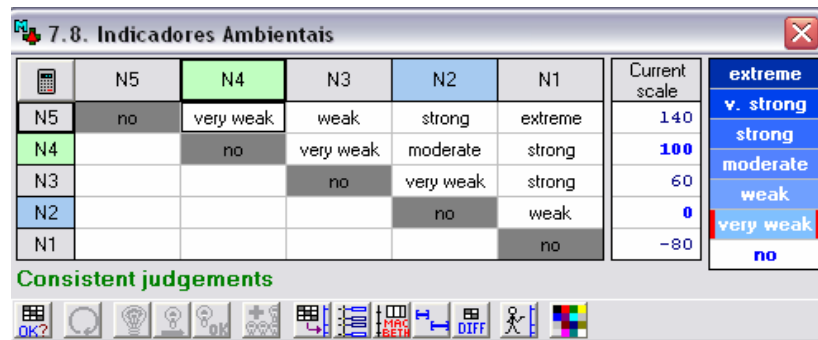 7.8. Indicadores Ambientais
N5 N4 N3 N2 N1 Current scale
N5 no very weak weak strong extreme 140
N4 no very weak moderate strong 100
N3 no very weak strong 60
N2 no weak 0
N1 no -80
extreme
v. strong
strong
moderate
weak
very weak
no
Consistent judgements
OK? OK MAC BETH DIFF